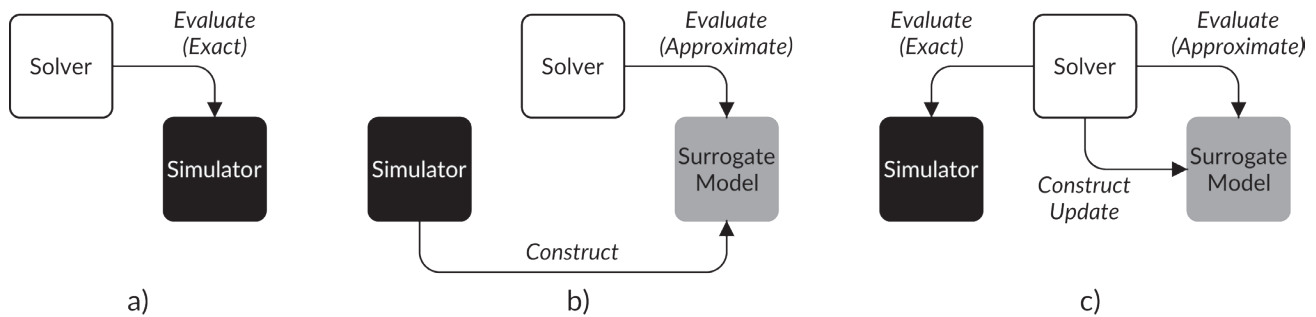 Evaluate
(Exact)
Solver
Simulator
a)
Evaluate
(Approximate)
Solver
Simulator
Surrogate
Model
Construct
b)
Evaluate
(Exact)
Solver
Evaluate
(Approximate)
Simulator
Construct
Update
Surrogate
Model
c)